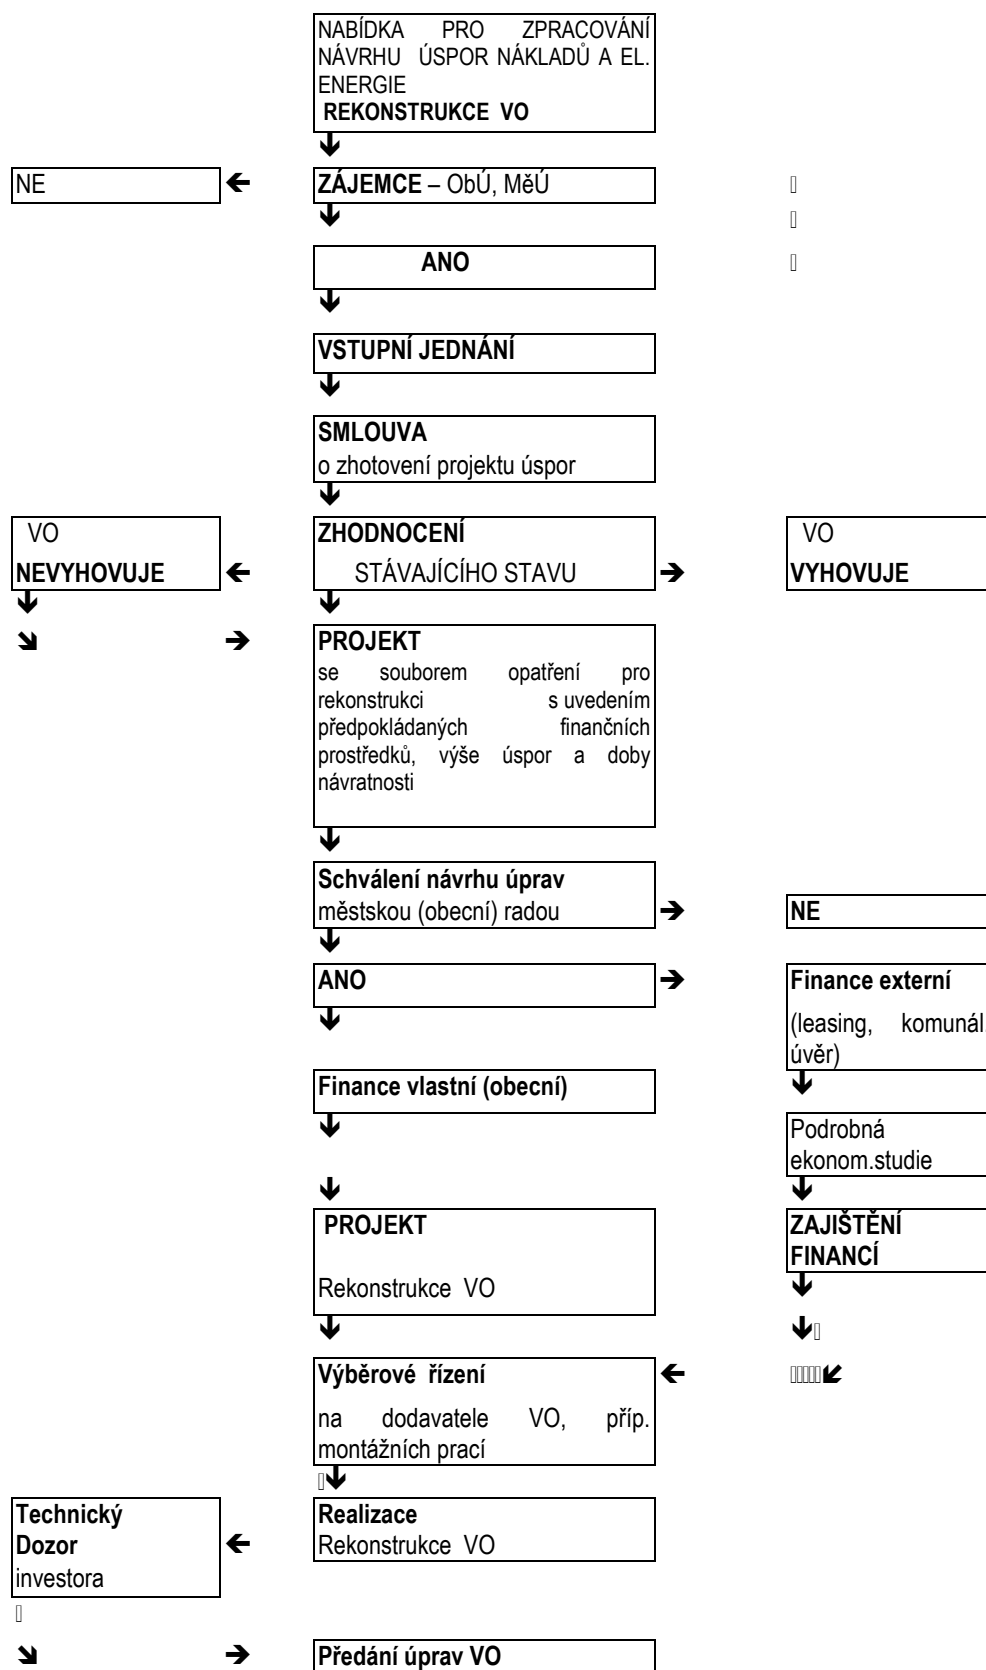 NABÍDKA PRO ZPRACOVÁNÍ
NÁVRHU ÚSPOR NÁKLADŮ A EL.
ENERGIE
REKONSTRUKCE VO
NE
ZÁJEMCE – ObÚ, MěÚ
ANO
VSTUPNÍ JEDNÁNÍ
SMLOUVA
o zhotovení projektu úspor
VO
NEVYHOVUJE
ZHODNOCENÍ
STÁVAJÍCÍHO STAVU
VO
VYHOVUJE
PROJEKT
se souborem opatření pro
rekonstrukci s uvedením
předpokládaných finančních
prostředků, výše úspor a doby
návratnosti
Schválení návrhu úprav
městskou (obecní) radou
NE
ANO
Finance externí
(leasing, komunál.
úvěr)
Finance vlastní (obecní)
Podrobná
ekonom.studie
PROJEKT
Rekonstrukce VO
ZAJIŠTĚNÍ
FINANCÍ
Výběrové řízení
na dodavatele VO, příp.
montážních prací
Technický
Dozor
investora
Realizace
Rekonstrukce VO
Předání úprav VO